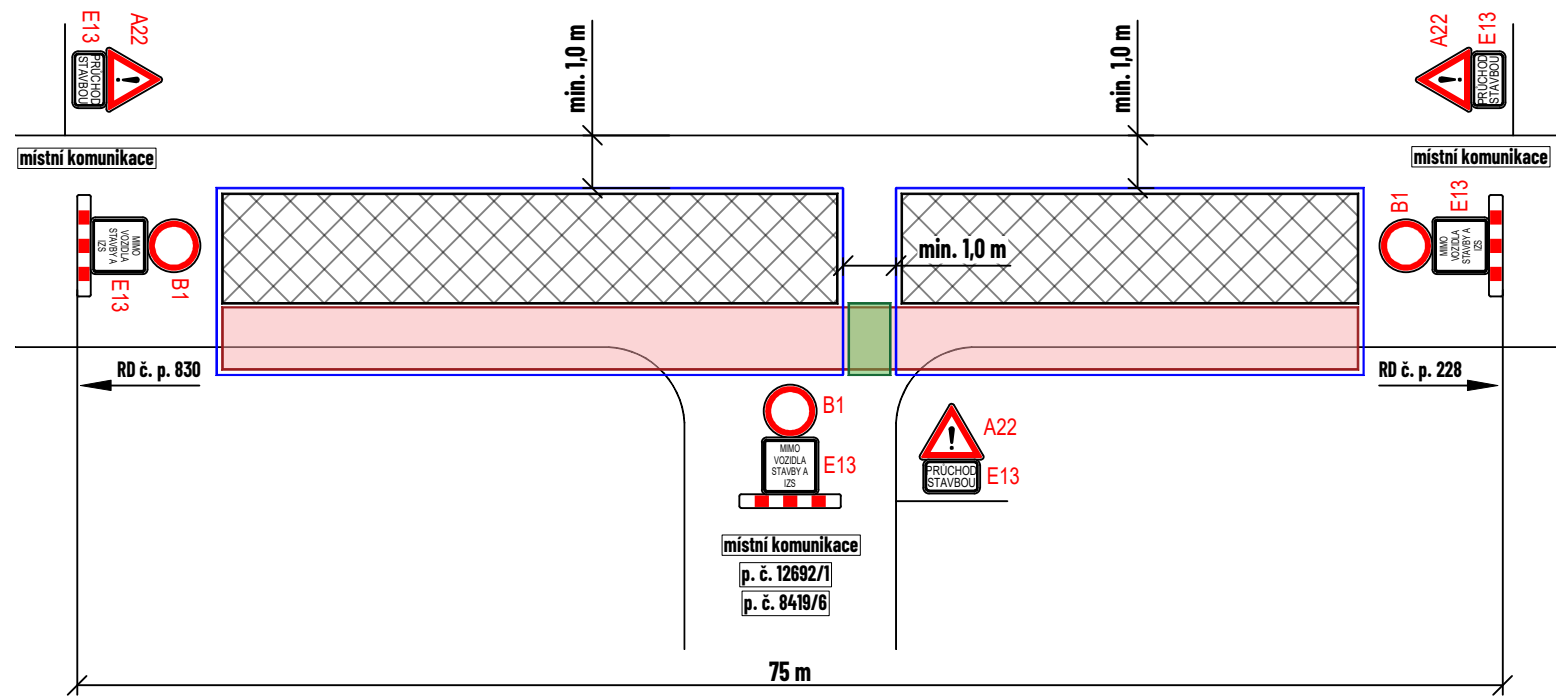 E13
A22
PRŮCHOD
STAVBOU
min. 1,0 m
min. 1,0 m
A22
E13
PRŮCHOD
STAVBOU
místní komunikace
místní komunikace
MIMO
VOZIDLA
STAVBY A
IZS
E13
B1
min. 1,0 m
B1
E13
MIMO
VOZIDLA
STAVBY A
IZS
RD č. p. 830
RD č. p. 228
B1
MIMO
VOZIDLA
STAVBY A
IZS
E13
A22
PRŮCHOD
STAVBOU
E13
místní komunikace
p. č. 12692/1
p. č. 8419/6
75 m